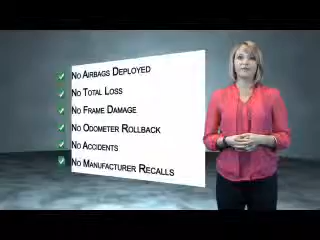 No Airbags Deployed
No Total Loss
No Frame Damage
No Odometer Rollback
No Accidents
No Manufacturer Recalls